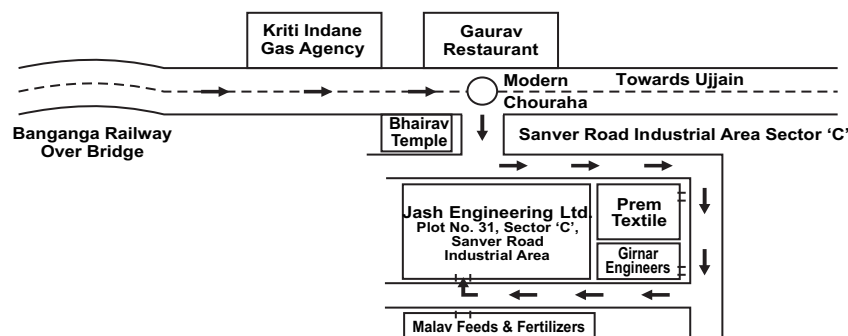 Kriti Indane
Gas Agency
Gaurav
Restaurant
Modern
Chouraha
Towards Ujjain
Banganga Railway
Over Bridge
Bhairav
Temple
Sanver Road Industrial Area Sector ‘C’
Jash Engineering Ltd.
Plot No. 31, Sector ‘C’,
Sanver Road
Industrial Area
Prem
Textile
Girnar
Engineers
Malav Feeds & Fertilizers